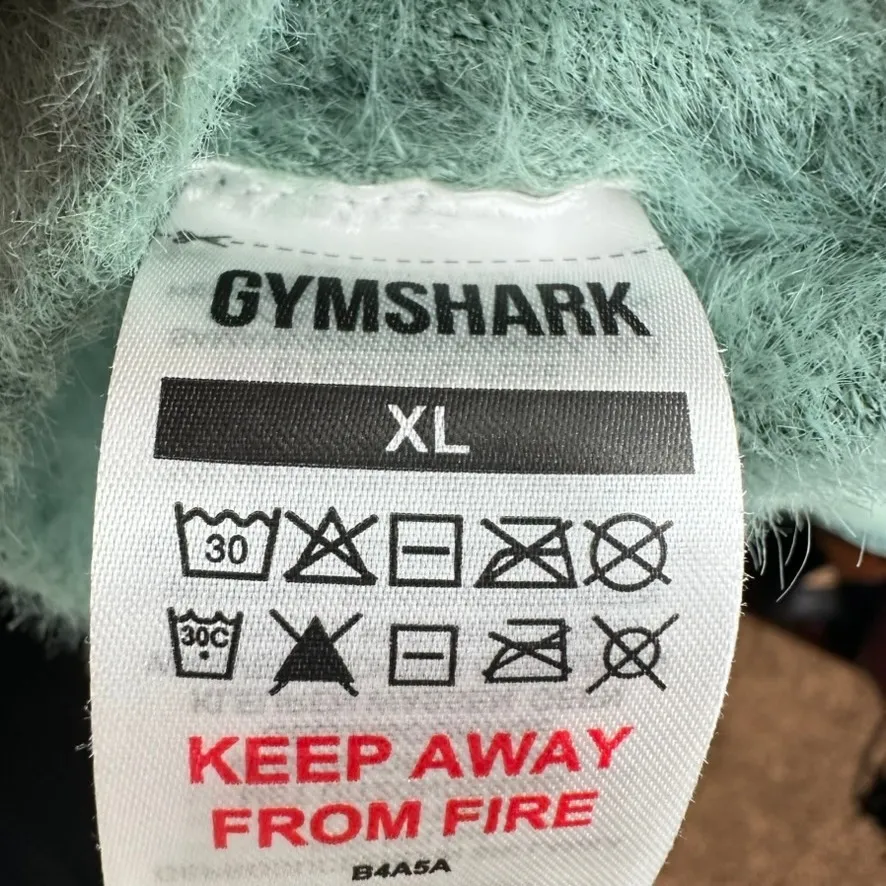 GYMSHARK
XL
30
30C
KEEP AWAY
FROM FIRE
B4A5A